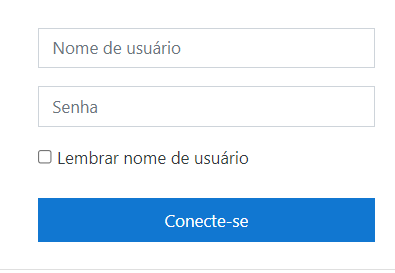 Nome de usuário
Senha
Lembrar nome de usuário
Conecte-se